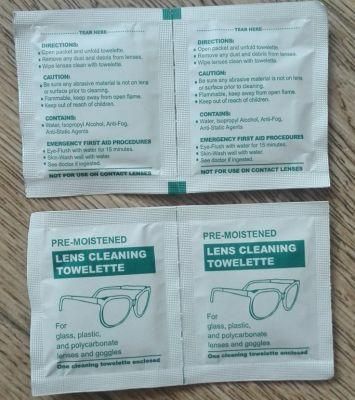 TEAR HERE
DIRECTIONS:
• Open packet and unfold towelette.
• Remove any dust and debris from lenses.
• Wipe lenses clean with towelette.
CAUTION:
• Be sure any abrasive material is not on lens
or surface prior to cleaning.
• Flammable, keep away from open flame.
• Keep out of reach of children.
CONTAINS:
• Water, Isopropyl Alcohol, Anti-Fog,
Anti-Static Agents
EMERGENCY FIRST AID PROCEDURES
• Eye-Flush with water for 15 minutes.
• Skin-Wash well with water.
• See doctor if ingested.
NOT FOR USE ON CONTACT LENSES
TEAR HERE
DIRECTIONS:
• Open packet and unfold towelette.
• Remove any dust and debris from lenses.
• Wipe lenses clean with towelette.
CAUTION:
• Be sure any abrasive material is not on lens
or surface prior to cleaning.
• Flammable, keep away from open flame.
• Keep out of reach of children.
CONTAINS:
• Water, Isopropyl Alcohol, Anti-Fog,
Anti-Static Agents
EMERGENCY FIRST AID PROCEDURES
• Eye-Flush with water for 15 minutes.
• Skin-Wash well with water.
• See doctor if ingested.
NOT FOR USE ON CONTACT LENSES
PRE-MOISTENED
LENS CLEANING
TOWELETTE
For
glass, plastic,
and polycarbonate
lenses and goggles
One cleaning towelette enclosed
PRE-MOISTENED
LENS CLEANING
TOWELETTE
For
glass, plastic,
and polycarbonate
lenses and goggles
One cleaning towelette enclosed